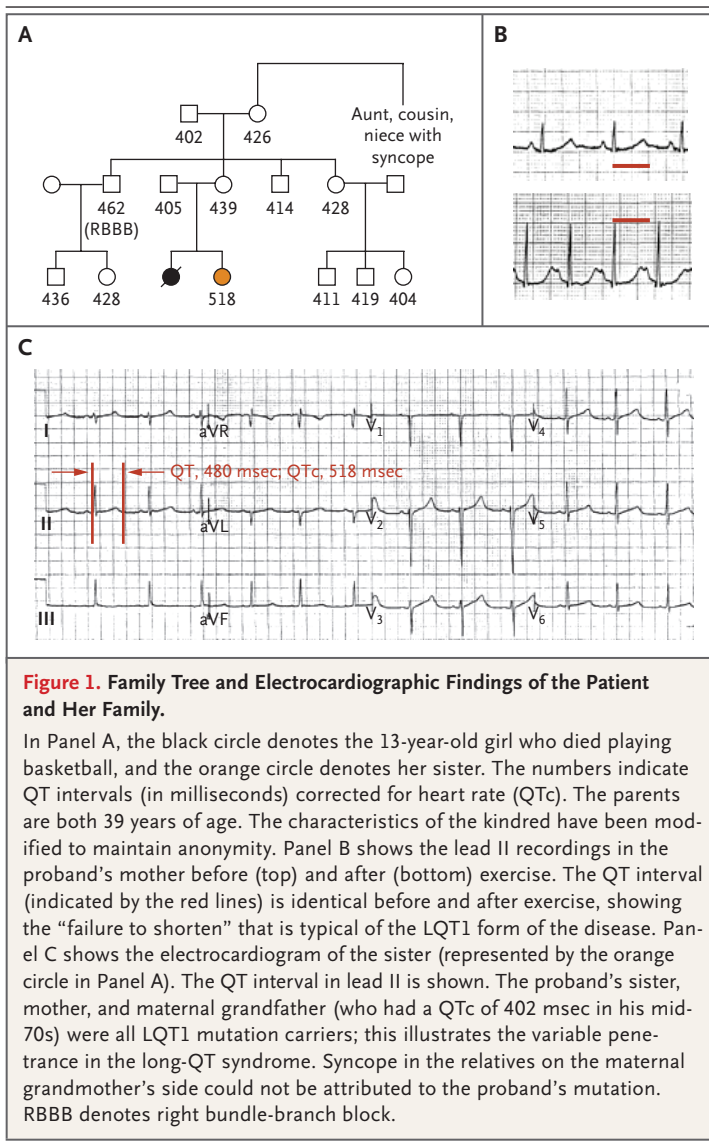 A
B
402
426
Aunt, cousin,
niece with
syncope
462
(RBBB)
405
439
414
428
436
428
518
411
419
404
C
I
aVR
V1
V4
QT, 480 msec; QTc, 518 msec
II
aVL
V2
V5
III
aVF
V3
V6
Figure 1. Family Tree and Electrocardiographic Findings of the Patient
and Her Family.
In Panel A, the black circle denotes the 13-year-old girl who died playing
basketball, and the orange circle denotes her sister. The numbers indicate
QT intervals (in milliseconds) corrected for heart rate (QTc). The parents
are both 39 years of age. The characteristics of the kindred have been mod-
ified to maintain anonymity. Panel B shows the lead II recordings in the
proband’s mother before (top) and after (bottom) exercise. The QT interval
(indicated by the red lines) is identical before and after exercise, showing
the “failure to shorten” that is typical of the LQT1 form of the disease. Pan-
el C shows the electrocardiogram of the sister (represented by the orange
circle in Panel A). The QT interval in lead II is shown. The proband’s sister,
mother, and maternal grandfather (who had a QTc of 402 msec in his mid-
70s) were all LQT1 mutation carriers; this illustrates the variable pene-
trance in the long-QT syndrome. Syncope in the relatives on the maternal
grandmother’s side could not be attributed to the proband’s mutation.
RBBB denotes right bundle-branch block.